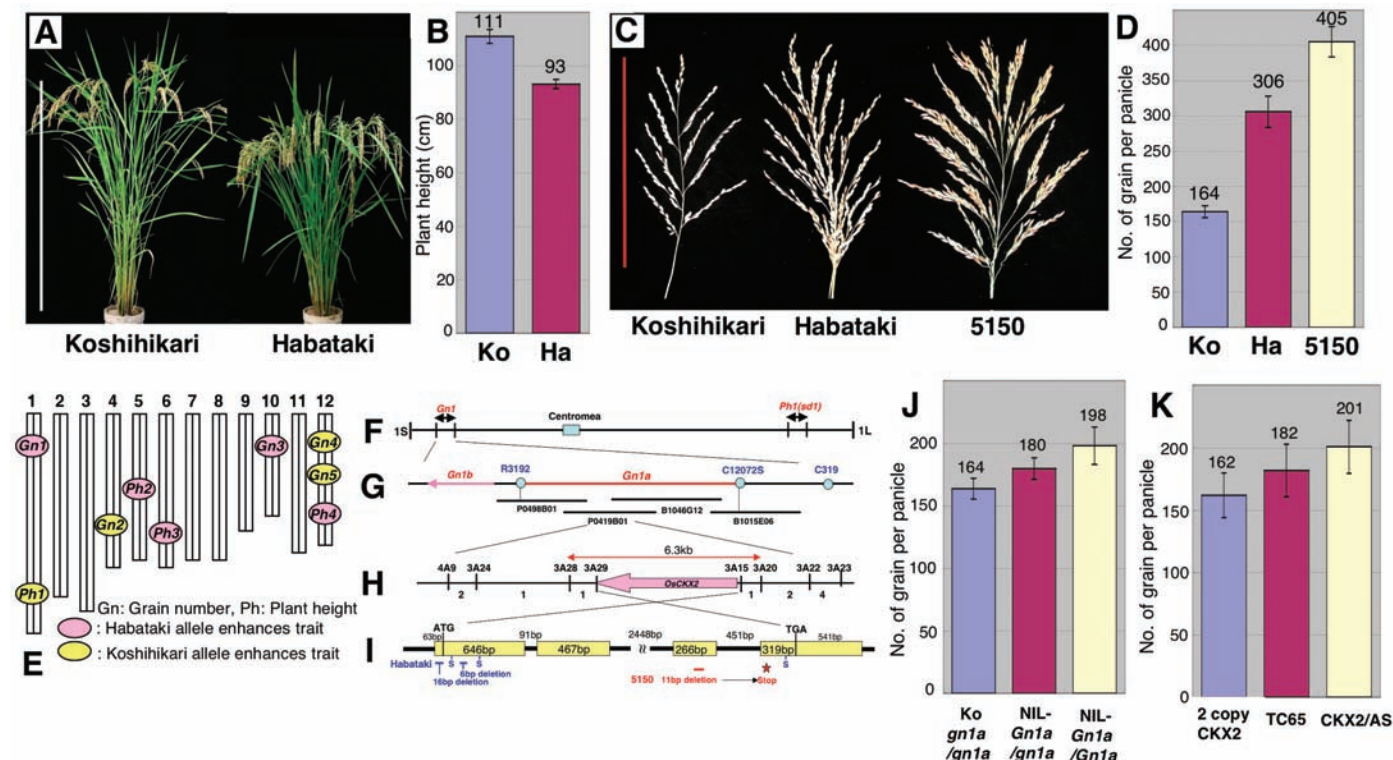 A
Koshihikari
Habataki
B
Plant height (cm)
111
93
100
80
60
40
20
0
Ko
Ha
C
Koshihikari
Habataki
5150
D
No. of grain per panicle
405
306
164
400
350
300
250
200
150
100
50
0
Ko
Ha
5150
1 2 3 4 5 6 7 8 9 10 11 12
Gn1
Gn3
Gn4
Gn5
Ph2
Ph4
Gn2
Ph3
Ph1
Gn: Grain number, Ph: Plant height
: Habataki allele enhances trait
: Koshihikari allele enhances trait
E
F
1S
Gn1
Centromea
Ph1(sd1)
1L
G
Gn1b
R3192
Gn1a
C12072S
C319
P0498B01
B1046G12
P0419B01
B1015E06
H
6.3kb
4A9 3A24 3A28 3A29 3A15 3A20 3A22 3A23
OsCKX2
2 1 1 1 2 4
I
ATG
TGA
63bp
91bp
2448bp
451bp
541bp
646bp
467bp
266bp
319bp
Habataki
S
S
S
6bp deletion
16bp deletion
5150
11bp deletion
Stop
J
No. of grain per panicle
164
180
198
200
150
100
50
0
Ko
gn1a
/gn1a
NIL-
Gn1a
/gn1a
NIL-
Gn1a
/Gn1a
K
No. of grain per panicle
162
182
201
200
150
100
50
0
2 copy
CKX2
TC65
CKX2/AS